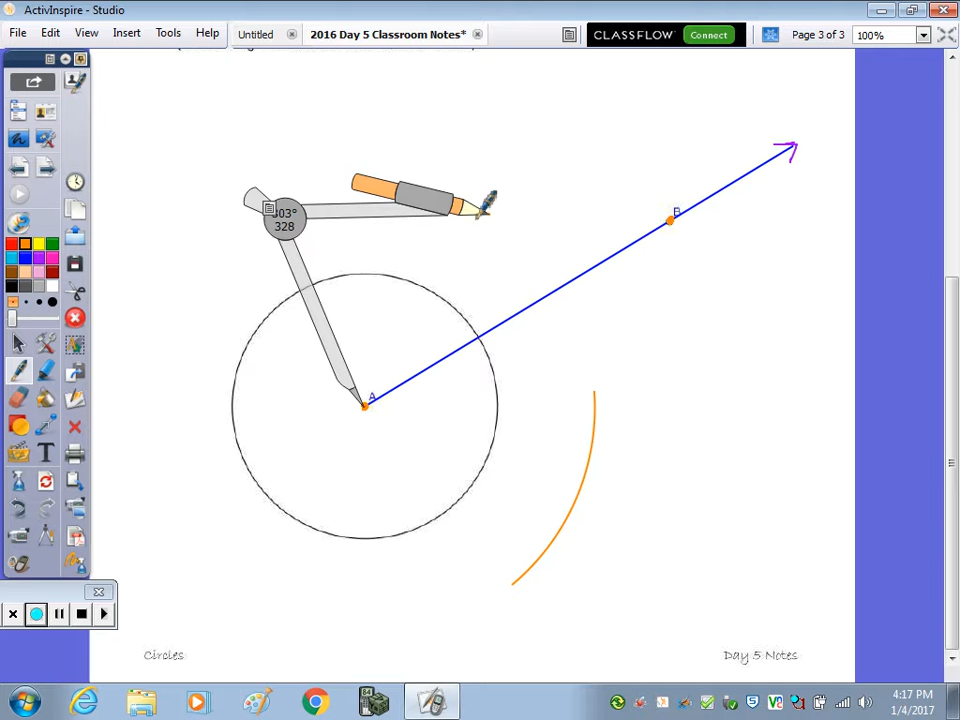 ActivInspire - Studio
File Edit View Insert Tools Help
Untitled
2016 Day 5 Classroom Notes*
CLASSFLOW Connect
Page 3 of 3
100%
303°
328
A
B
Circles
Day 5 Notes
4:17 PM
1/4/2017